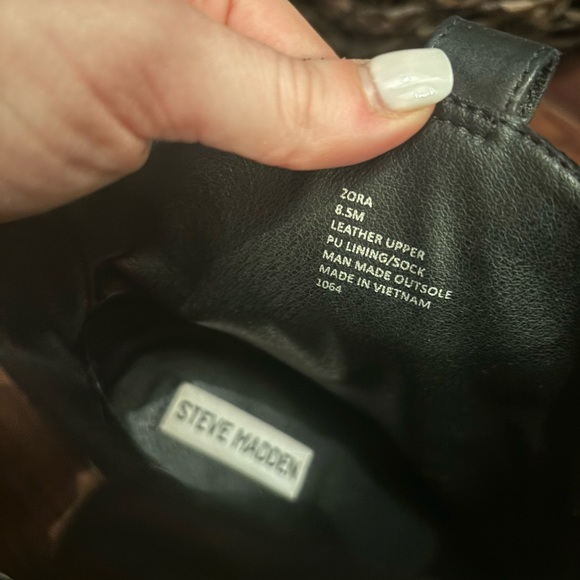 ZORA
8.5M
LEATHER UPPER
PU LINING/SOCK
MAN MADE OUTSOLE
MADE IN VIETNAM
1064
STEVE MADDEN